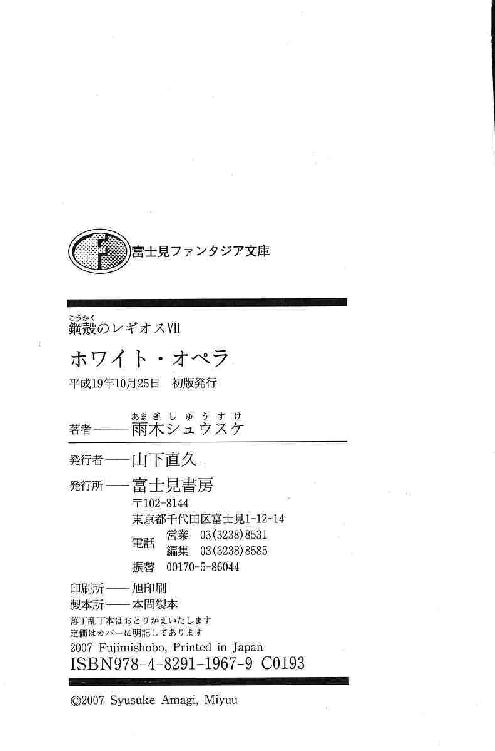 富士見ファンタジア文庫
こうかく
鋼殻のレギオスVII
ホワイト・オペラ
平成19年10月25日　初版発行
あまぎしゅうすけ
著者——雨木シュウスケ
発行者——山下直久
発行所——富士見書房
〒102-8144
東京都千代田区富士見1-12-14
電話　営業　03(3238)8531
編集　03(3238)8585
振替　00170-5-86044
印刷所——旭印刷
製本所——本間製本
落丁乱丁本はおとりかえいたします
定価はカバーに明記してあります
2007 Fujimishobo, Printed in Japan
ISBN978-4-8291-1967-9 C0193
©2007 Syusuke Amagi, Miyuu